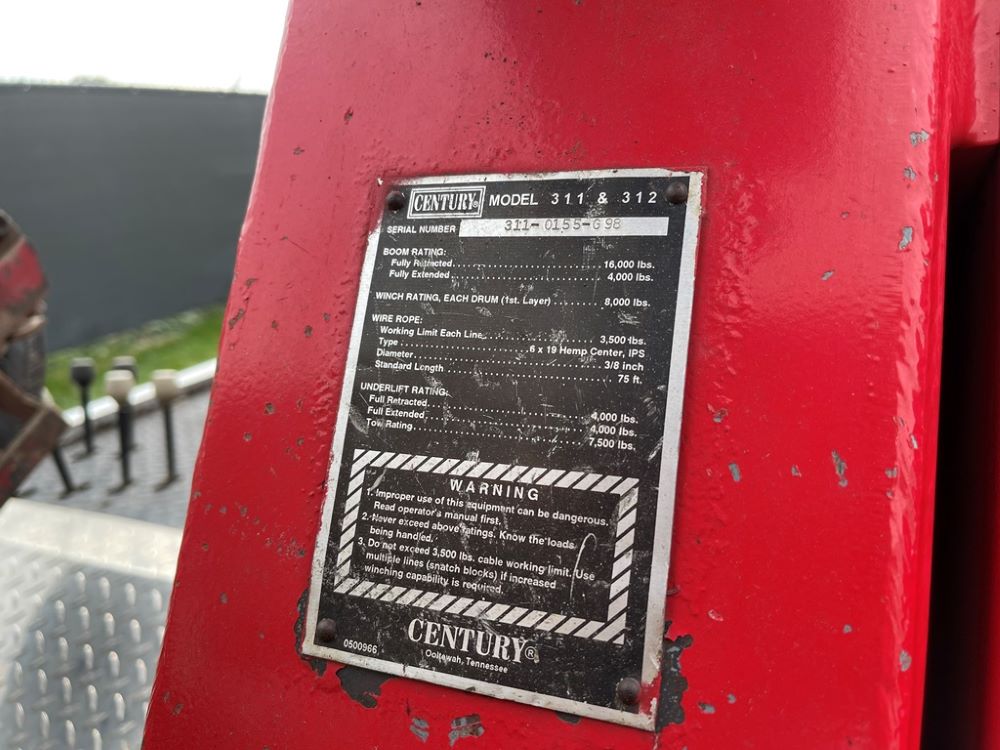 CENTURY® MODEL 311 & 312
SERIAL NUMBER 311-0155-G98
BOOM RATING:
Fully Retracted 16,000 lbs.
Fully Extended 4,000 lbs.
WINCH RATING, EACH DRUM (1st. Layer) 8,000 lbs.
WIRE ROPE:
Working Limit Each Line 3,500 lbs.
Type 6 x 19 Hemp Center, IPS
Diameter 3/8 inch
Standard Length 75 ft.
UNDERLIFT RATING:
Full Retracted 4,000 lbs.
Full Extended 4,000 lbs.
Tow Rating 7,500 lbs.
WARNING
1. Improper use of this equipment can be dangerous.
Read operator's manual first.
2. Never exceed above ratings. Know the loads
being handled.
3. Do not exceed 3,500 lbs. cable working limit. Use
multiple lines (snatch blocks) if increased
winching capability is required.
CENTURY®
0500966
Ooltewah, Tennessee